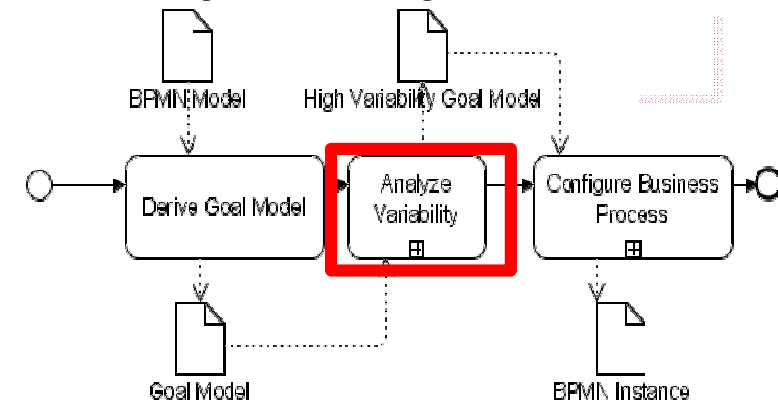 BPMN Model
High Variability Goal Model
Derive Goal Model
Analyze
Variability
Configure Business
Process
Goal Model
BPMN Instance